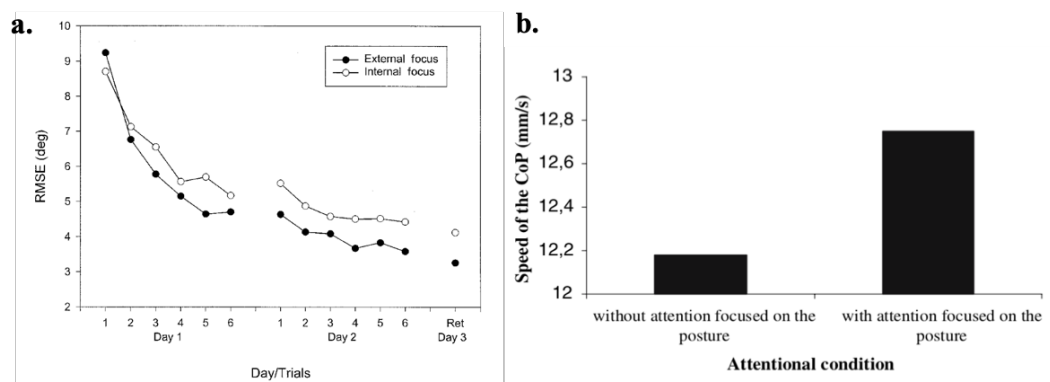 a.
10
9
8
7
6
5
4
3
2
RMSE (deg)
External focus
Internal focus
1 2 3 4 5 6 1 2 3 4 5 6 Ret
Day 1 Day 2 Day 3
Day/Trials
b.
13
12,8
12,6
12,4
12,2
12
Speed of the CoP (mm/s)
without attention focused on the with attention focused on the
posture posture
Attentional condition